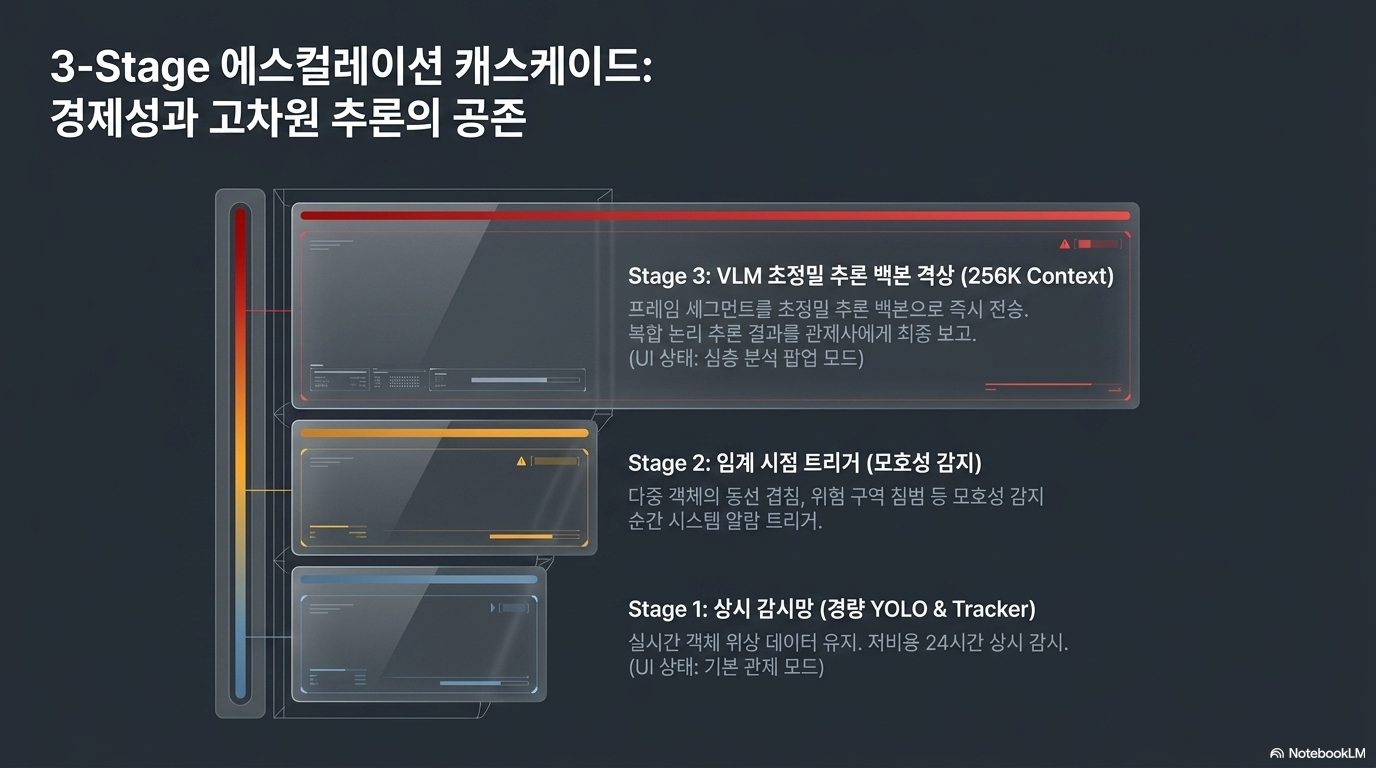 3-Stage 에스컬레이션 캐스케이드:
경제성과 고차원 추론의 공존
Stage 3: VLM 초정밀 추론 백본 격상 (256K Context)
프레임 세그먼트를 초정밀 추론 백본으로 즉시 전송.
복합 논리 추론 결과를 관제사에게 최종 보고.
(UI 상태: 심층 분석 팝업 모드)
Stage 2: 임계 시점 트리거 (모호성 감지)
다중 객체의 동선 겹침, 위험 구역 침범 등 모호성 감지
순간 시스템 알람 트리거.
Stage 1: 상시 감시망 (경량 YOLO & Tracker)
실시간 객체 위상 데이터 유지. 저비용 24시간 상시 감시.
(UI 상태: 기본 관제 모드)
NotebookLM